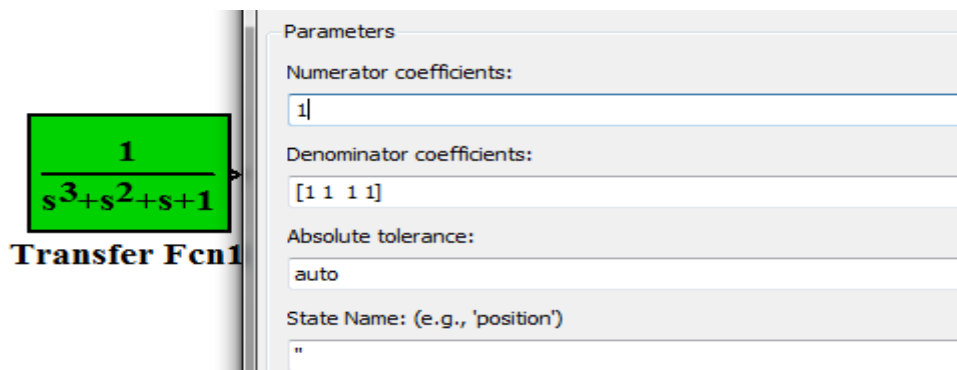 1
s³+s²+s+1
Transfer Fcn1
Parameters
Numerator coefficients:
1
Denominator coefficients:
[1 1  1 1]
Absolute tolerance:
auto
State Name: (e.g., 'position')
''